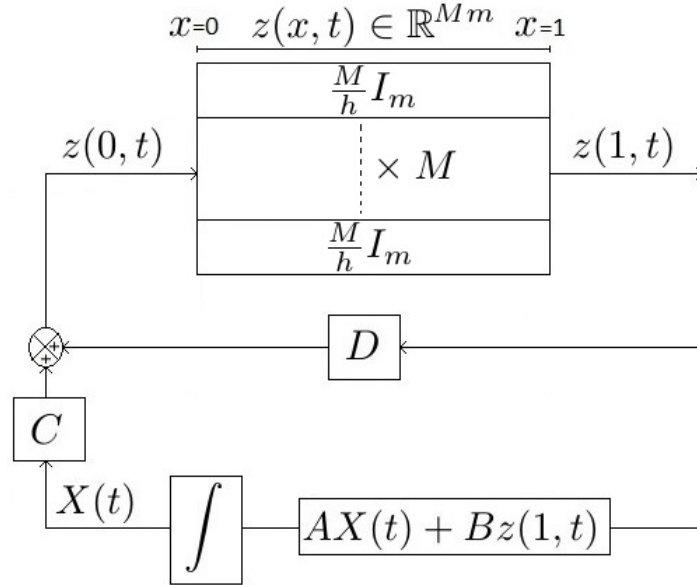 x=0 z(x, t) ∈ ℝ^{Mm} x=1
\frac{M}{h} I_m
z(0, t)
× M
z(1, t)
\frac{M}{h} I_m
+
+
D
C
X(t)
∫
AX(t) + Bz(1, t)